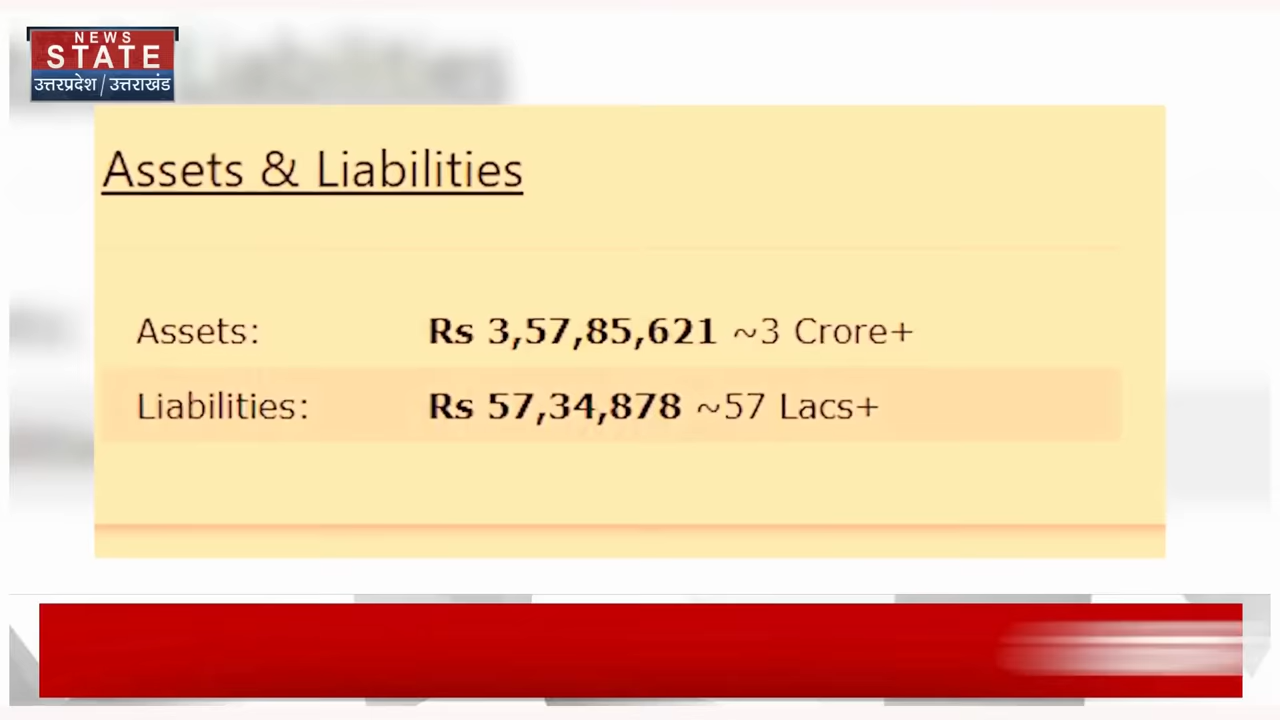 NEWS
STATE
उत्तरप्रदेश / उत्तराखंड
Assets & Liabilities
Assets: Rs 3,57,85,621 ~3 Crore+
Liabilities: Rs 57,34,878 ~57 Lacs+